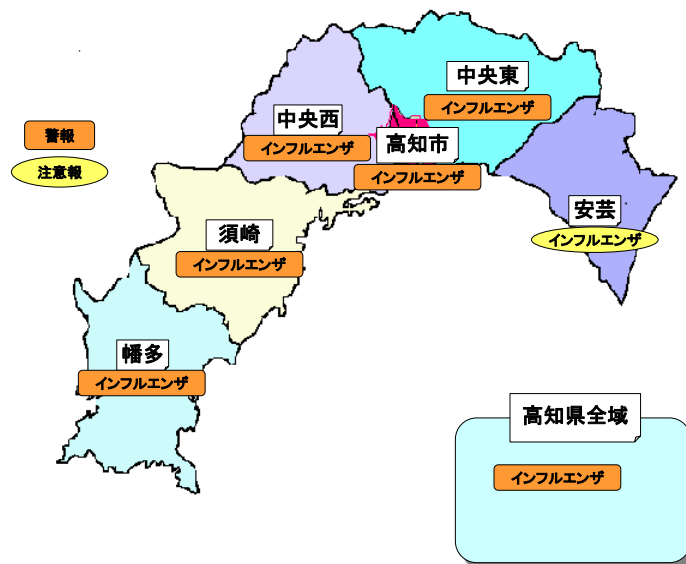 中央東
インフルエンザ
中央西
インフルエンザ
警報
注意報
高知市
インフルエンザ
安芸
インフルエンザ
須崎
インフルエンザ
幡多
インフルエンザ
高知県全域
インフルエンザ